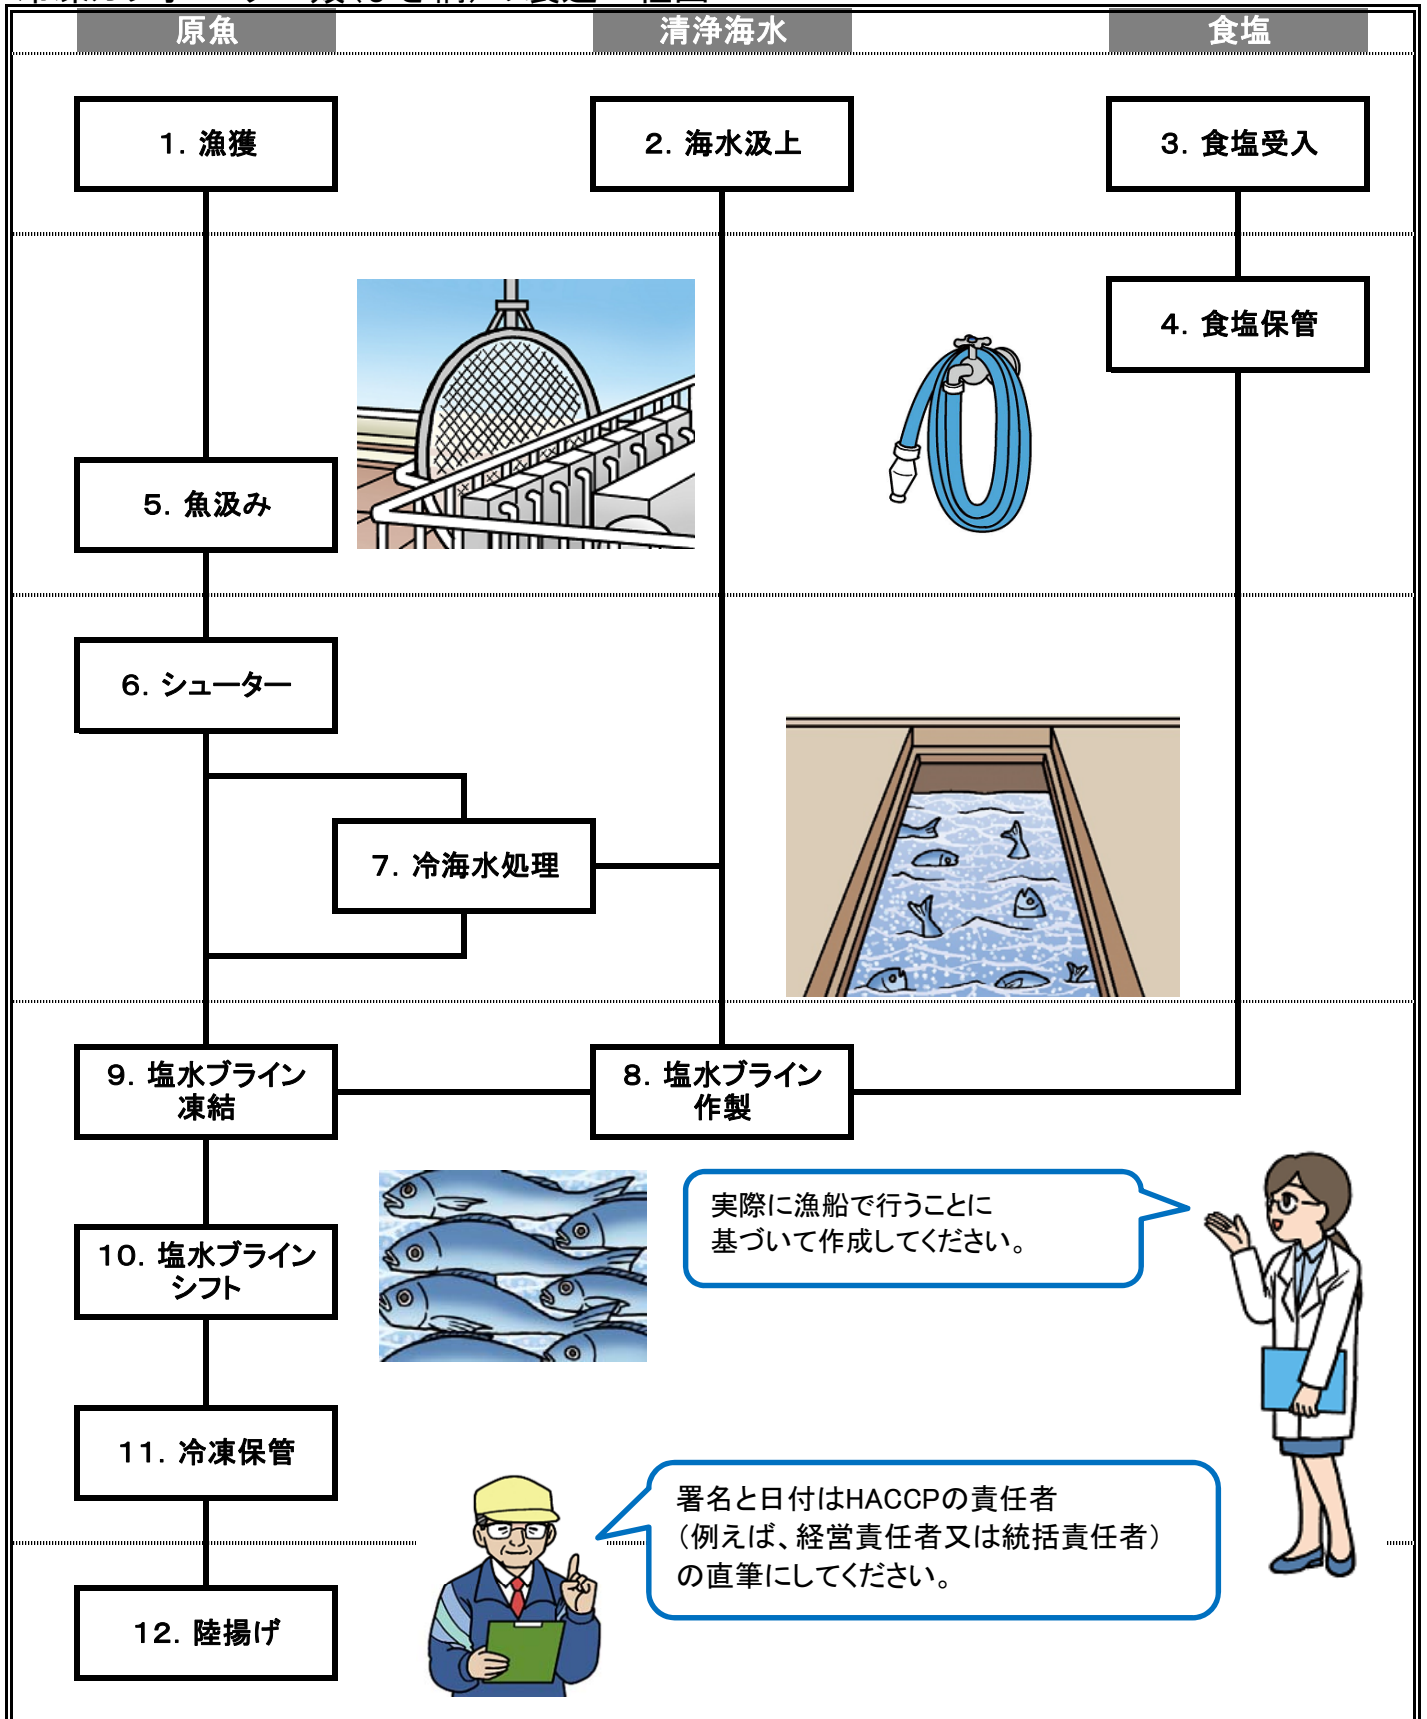 原魚
清浄海水
食塩
1．漁獲
2．海水汲上
3．食塩受入
4．食塩保管
5．魚汲み
6．シューター
7．冷海水処理
9．塩水ブライン
凍結
8．塩水ブライン
作製
10．塩水ブライン
シフト
実際に漁船で行うことに
基づいて作成してください。
11．冷凍保管
署名と日付はHACCPの責任者
（例えば、経営責任者又は統括責任者）
の直筆にしてください。
12．陸揚げ